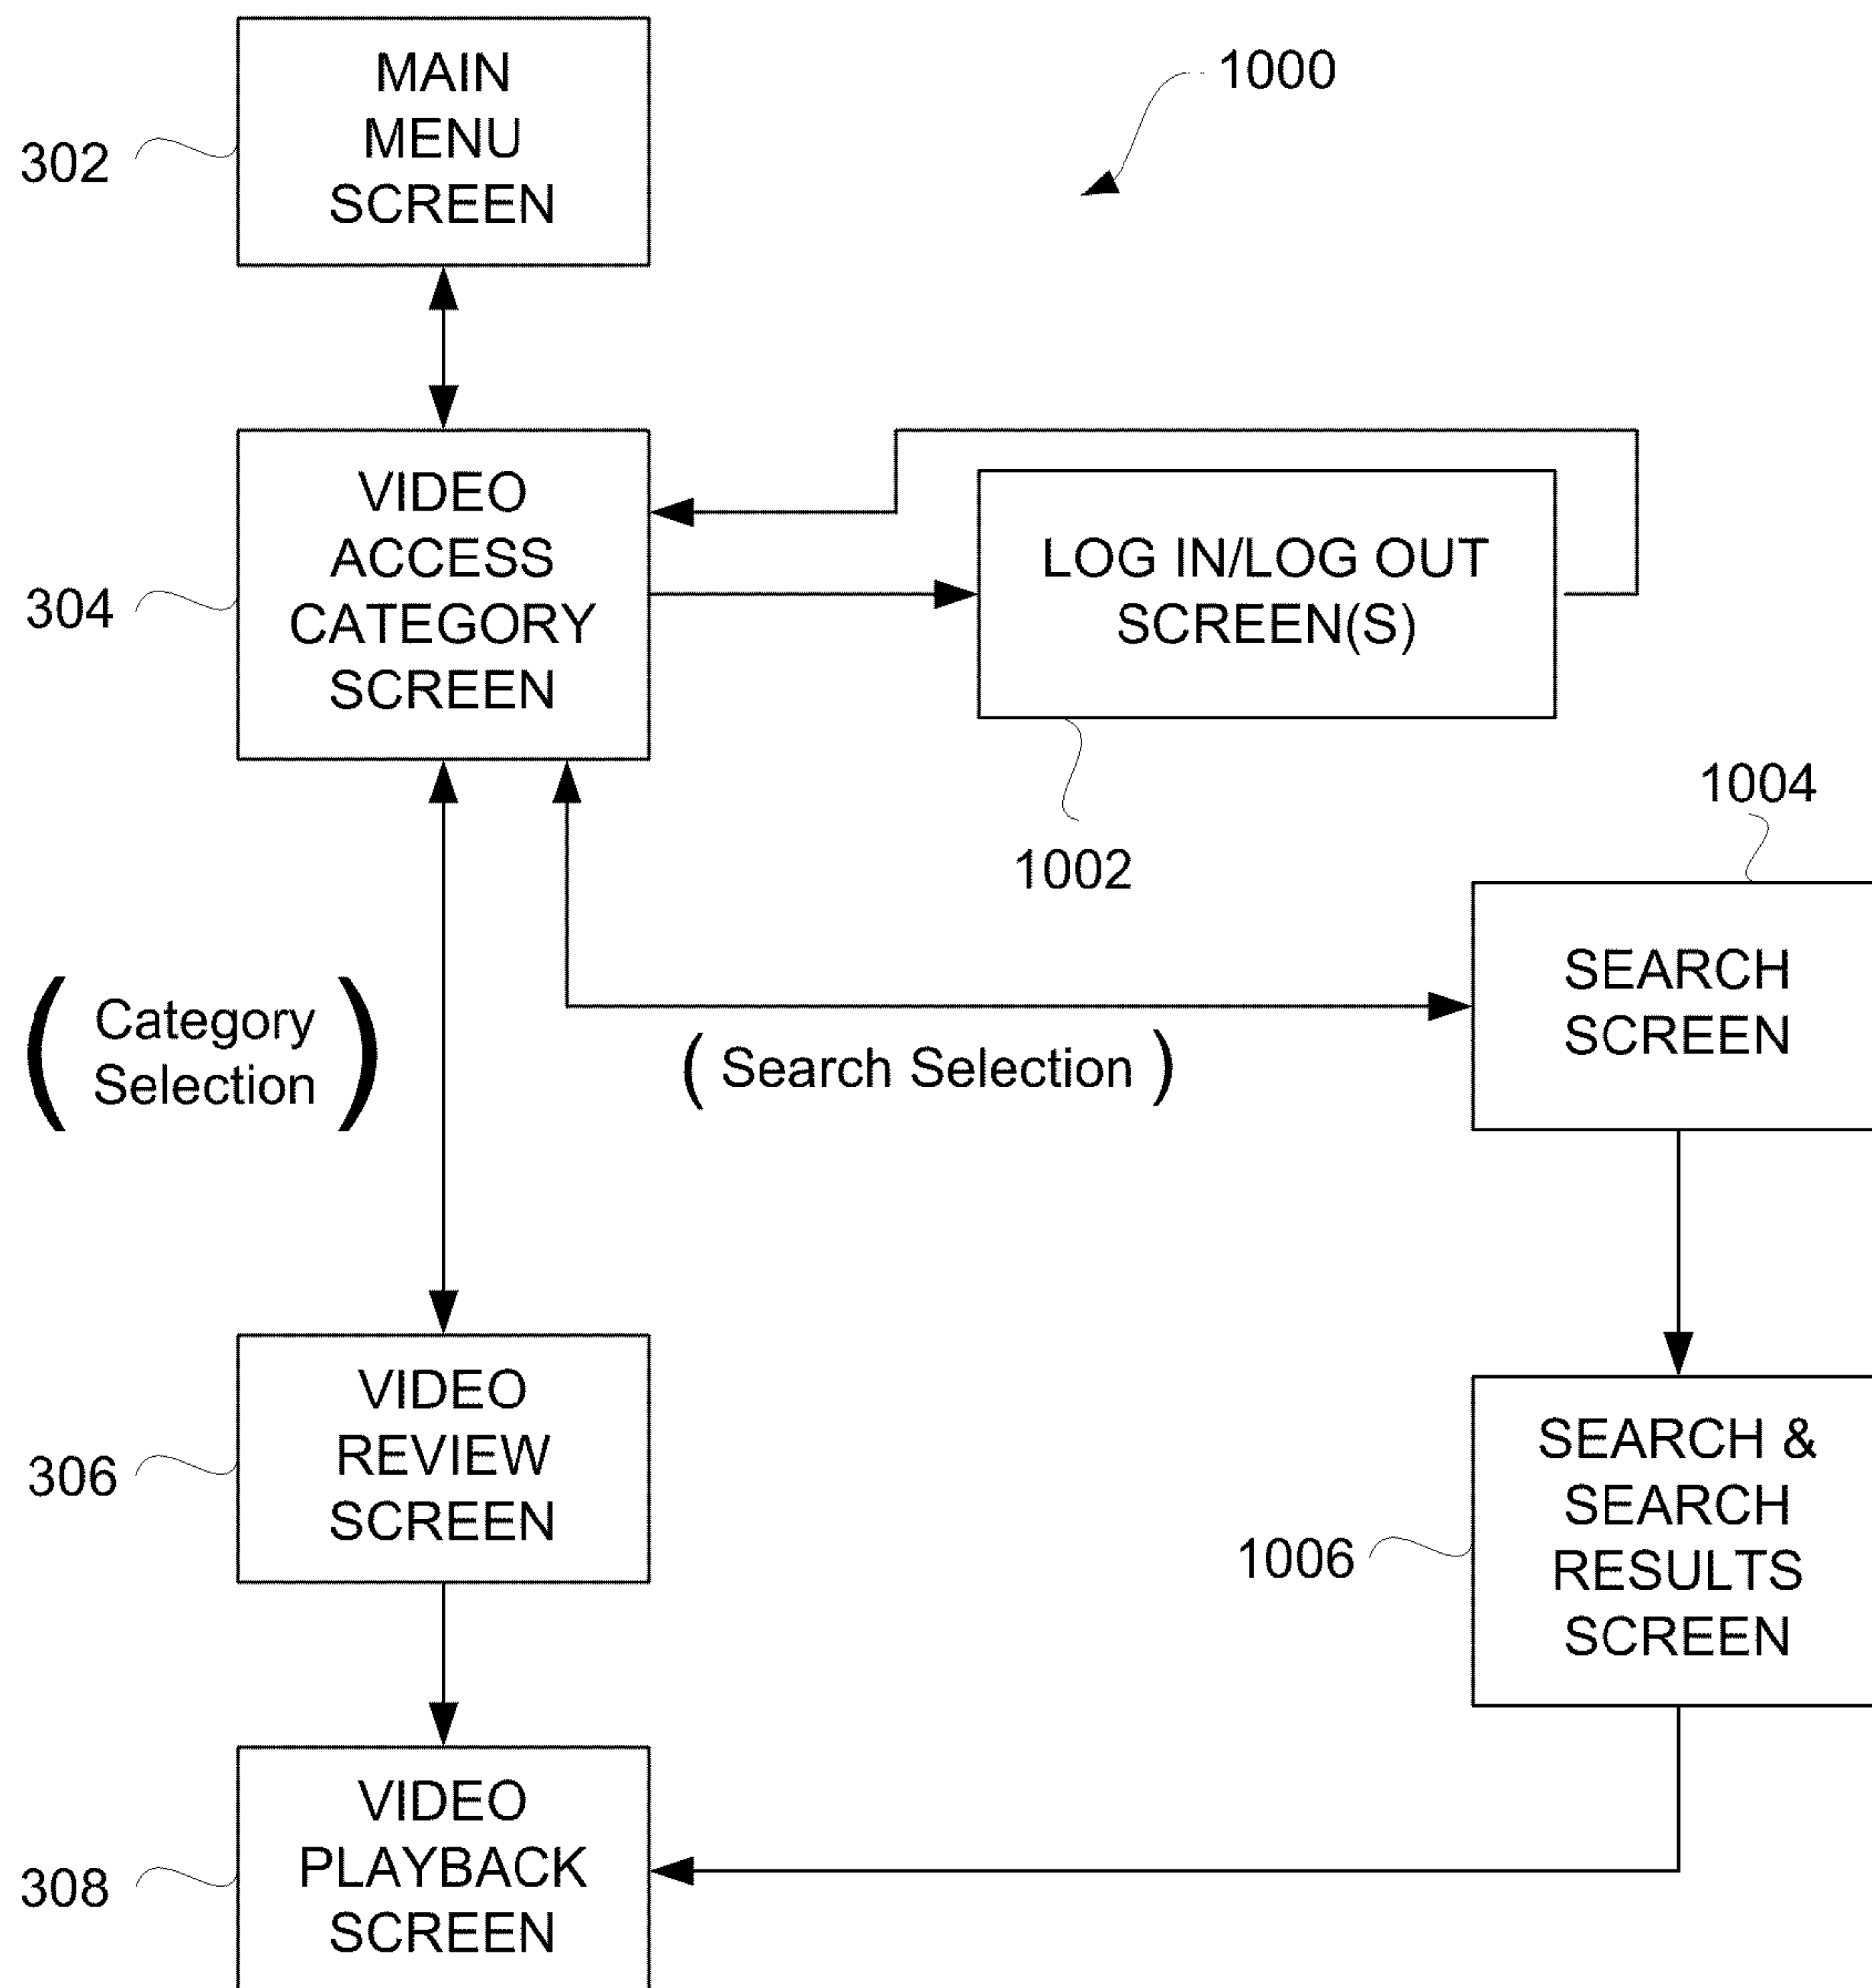 MAIN
MENU
SCREEN
302
1000
VIDEO
ACCESS
CATEGORY
SCREEN
304
LOG IN/LOG OUT
SCREEN(S)
1002
1004
SEARCH
SCREEN
( Category
Selection )
( Search Selection )
VIDEO
REVIEW
SCREEN
306
SEARCH &
SEARCH
RESULTS
SCREEN
1006
VIDEO
PLAYBACK
SCREEN
308